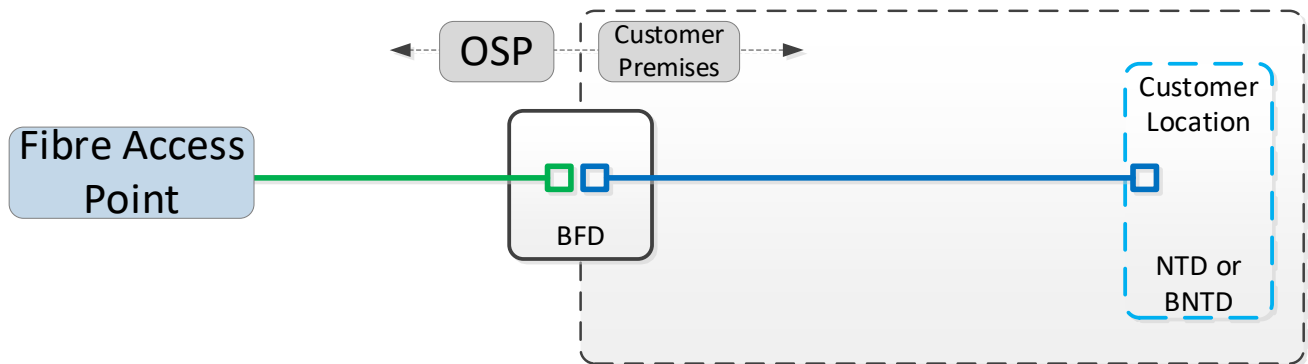 OSP
Customer
Premises
Customer
Location
Fibre Access
Point
BFD
NTD or
BNTD